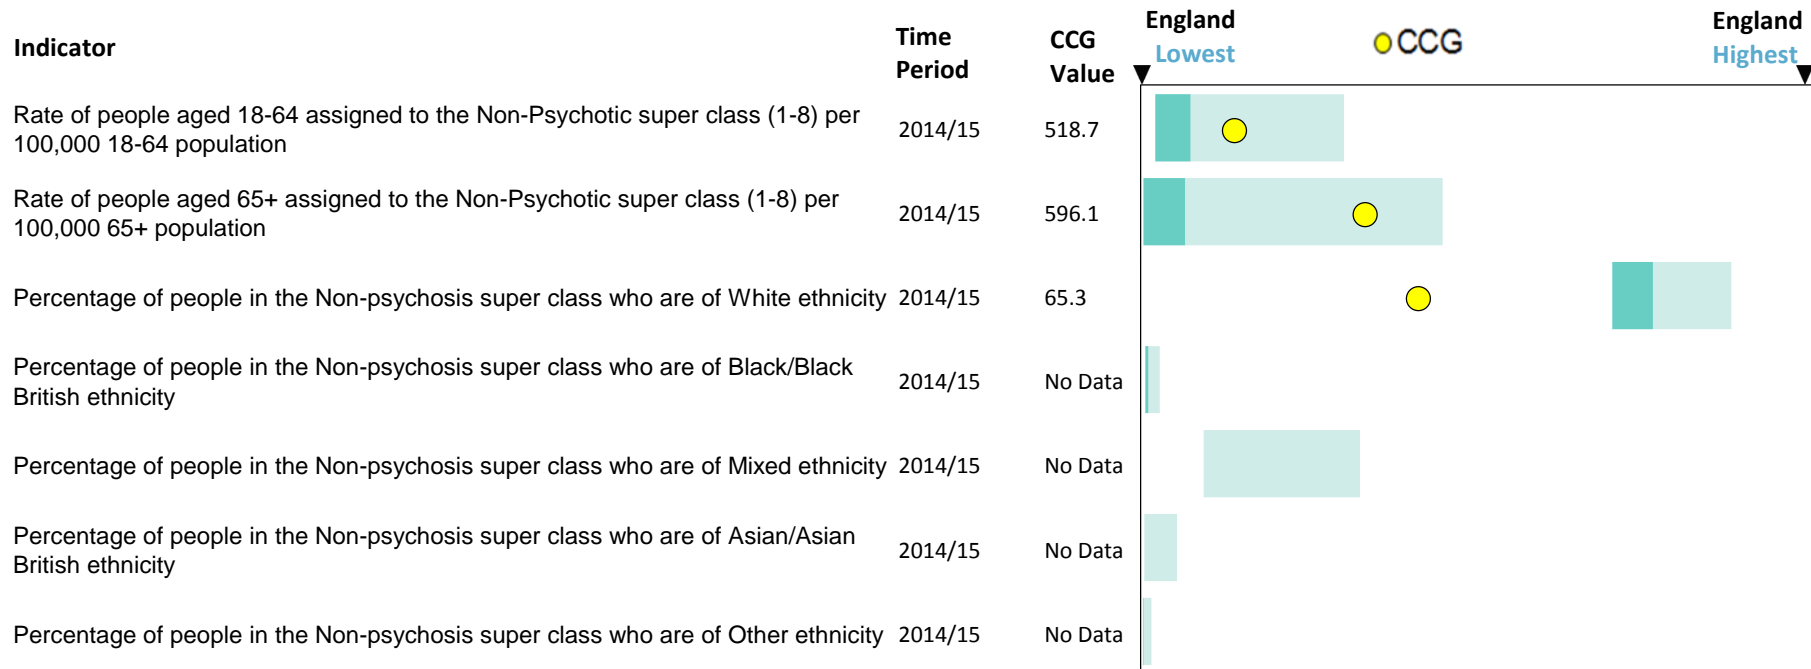 Indicator
Time Period
CCG Value
England Lowest
CCG
England Highest
Rate of people aged 18-64 assigned to the Non-Psychotic super class (1-8) per
100,000 18-64 population
2014/15
518.7
Rate of people aged 65+ assigned to the Non-Psychotic super class (1-8) per
100,000 65+ population
2014/15
596.1
Percentage of people in the Non-psychosis super class who are of White ethnicity
2014/15
65.3
Percentage of people in the Non-psychosis super class who are of Black/Black
British ethnicity
2014/15
No Data
Percentage of people in the Non-psychosis super class who are of Mixed ethnicity
2014/15
No Data
Percentage of people in the Non-psychosis super class who are of Asian/Asian
British ethnicity
2014/15
No Data
Percentage of people in the Non-psychosis super class who are of Other ethnicity
2014/15
No Data